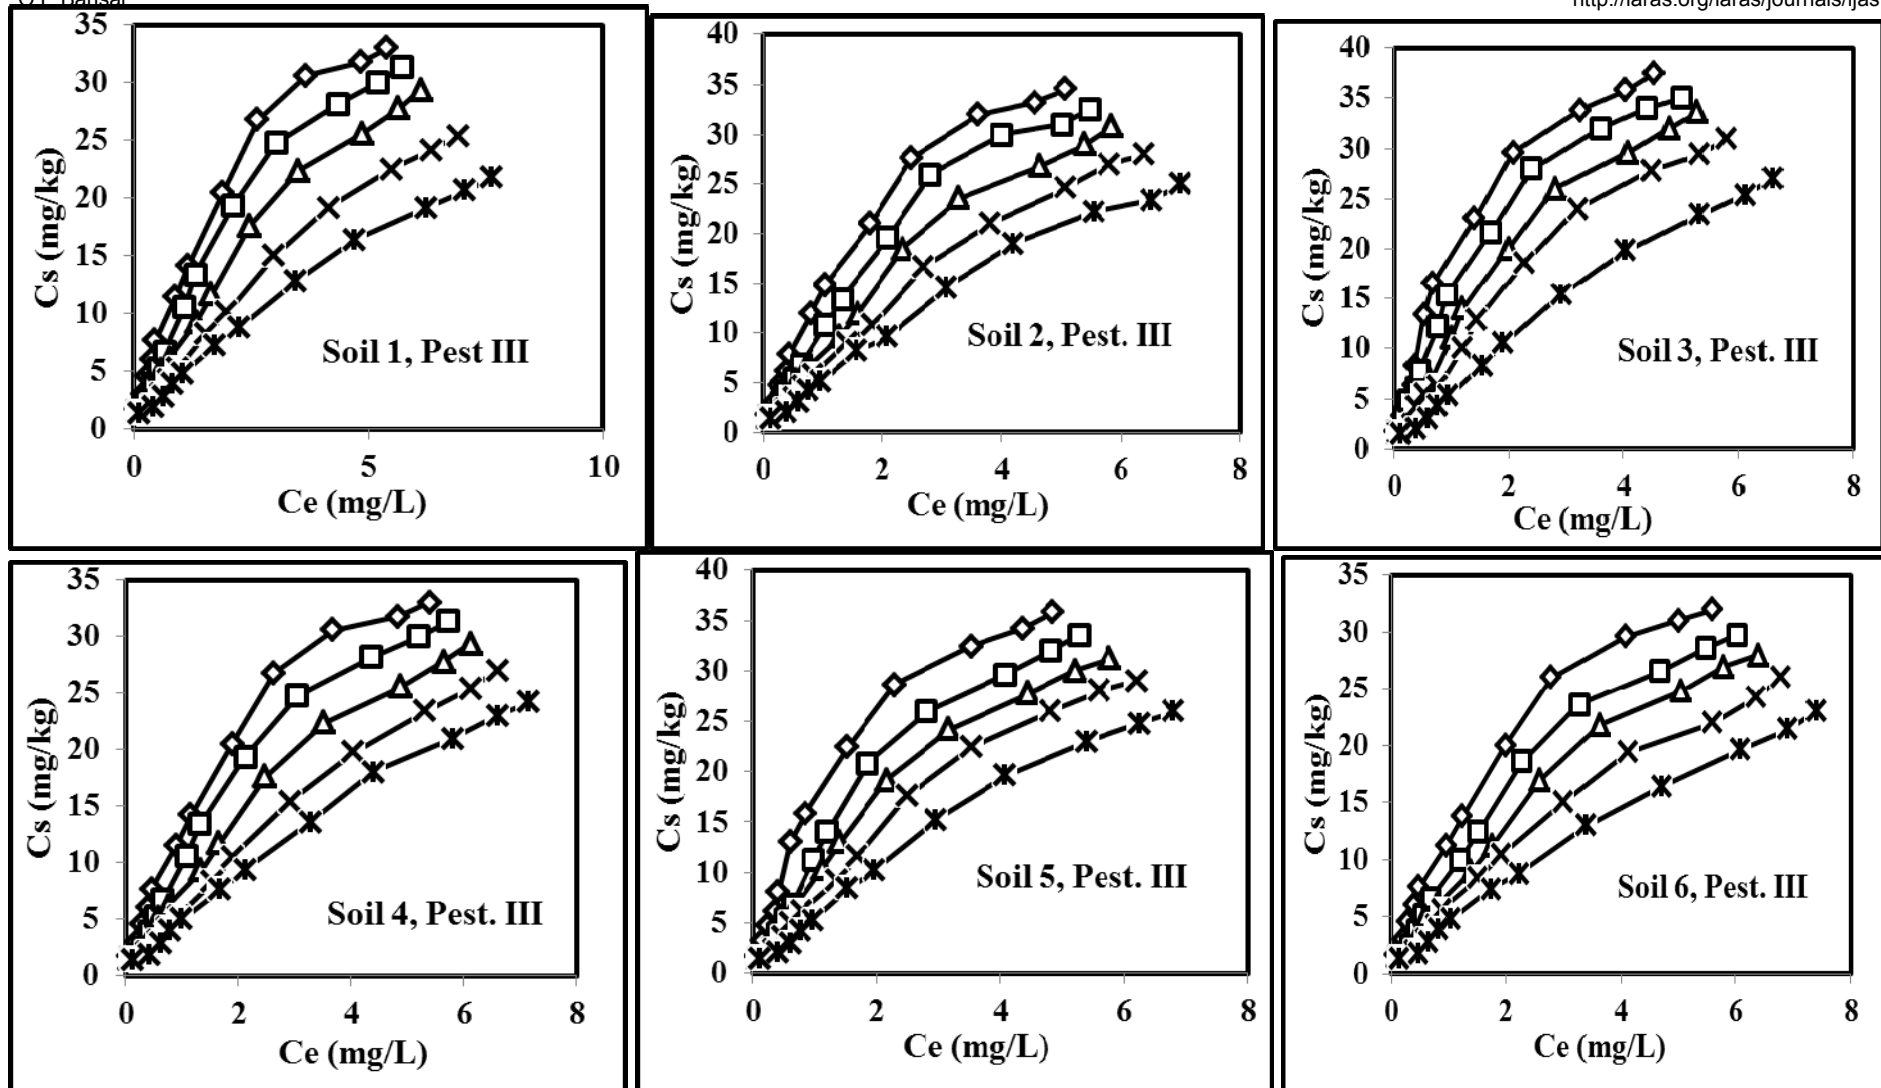 http://iaras.org/iaras/journals/ijas
35
30
25
20
15
10
5
0
Cs (mg/kg)
0 5 10
Ce (mg/L)
Soil 1, Pest III
40
35
30
25
20
15
10
5
0
Cs (mg/kg)
0 2 4 6 8
Ce (mg/L)
Soil 2, Pest. III
40
35
30
25
20
15
10
5
0
Cs (mg/kg)
0 2 4 6 8
Ce (mg/L)
Soil 3, Pest. III
35
30
25
20
15
10
5
0
Cs (mg/kg)
0 2 4 6 8
Ce (mg/L)
Soil 4, Pest. III
40
35
30
25
20
15
10
5
0
Cs (mg/kg)
0 2 4 6 8
Ce (mg/L)
Soil 5, Pest. III
35
30
25
20
15
10
5
0
Cs (mg/kg)
0 2 4 6 8
Ce (mg/L)
Soil 6, Pest. III